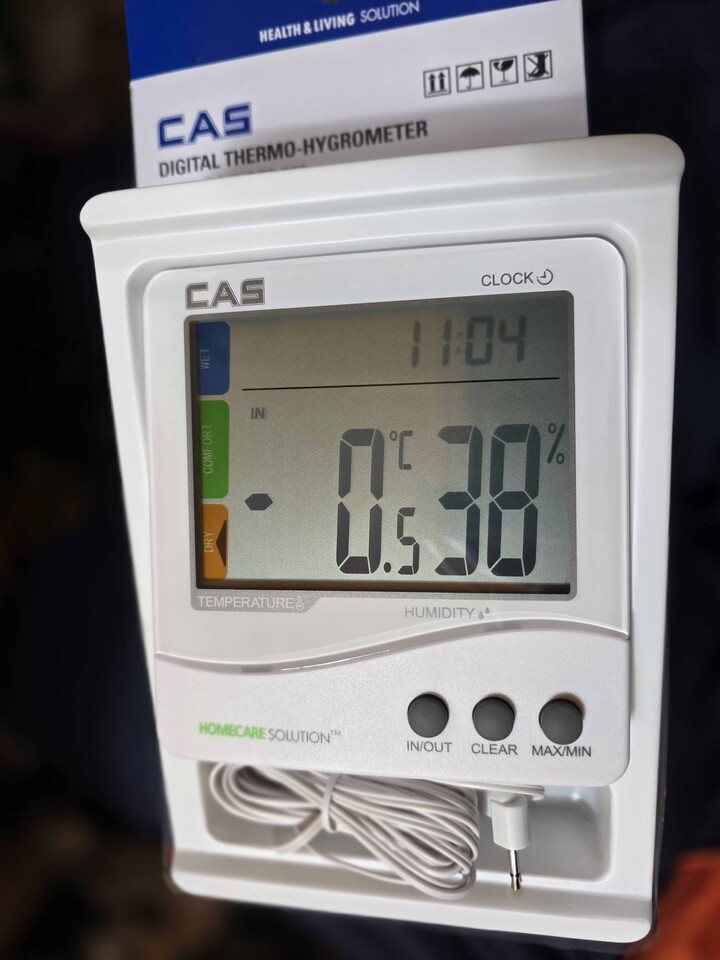 HEALTH & LIVING SOLUTION
CAS
DIGITAL THERMO-HYGROMETER
CAS
CLOCK
WET
11:04
IN
COMFORT
DRY
-0.5 °C 38 %
TEMPERATURE
HUMIDITY
HOMECARE SOLUTION™
IN/OUT CLEAR MAX/MIN